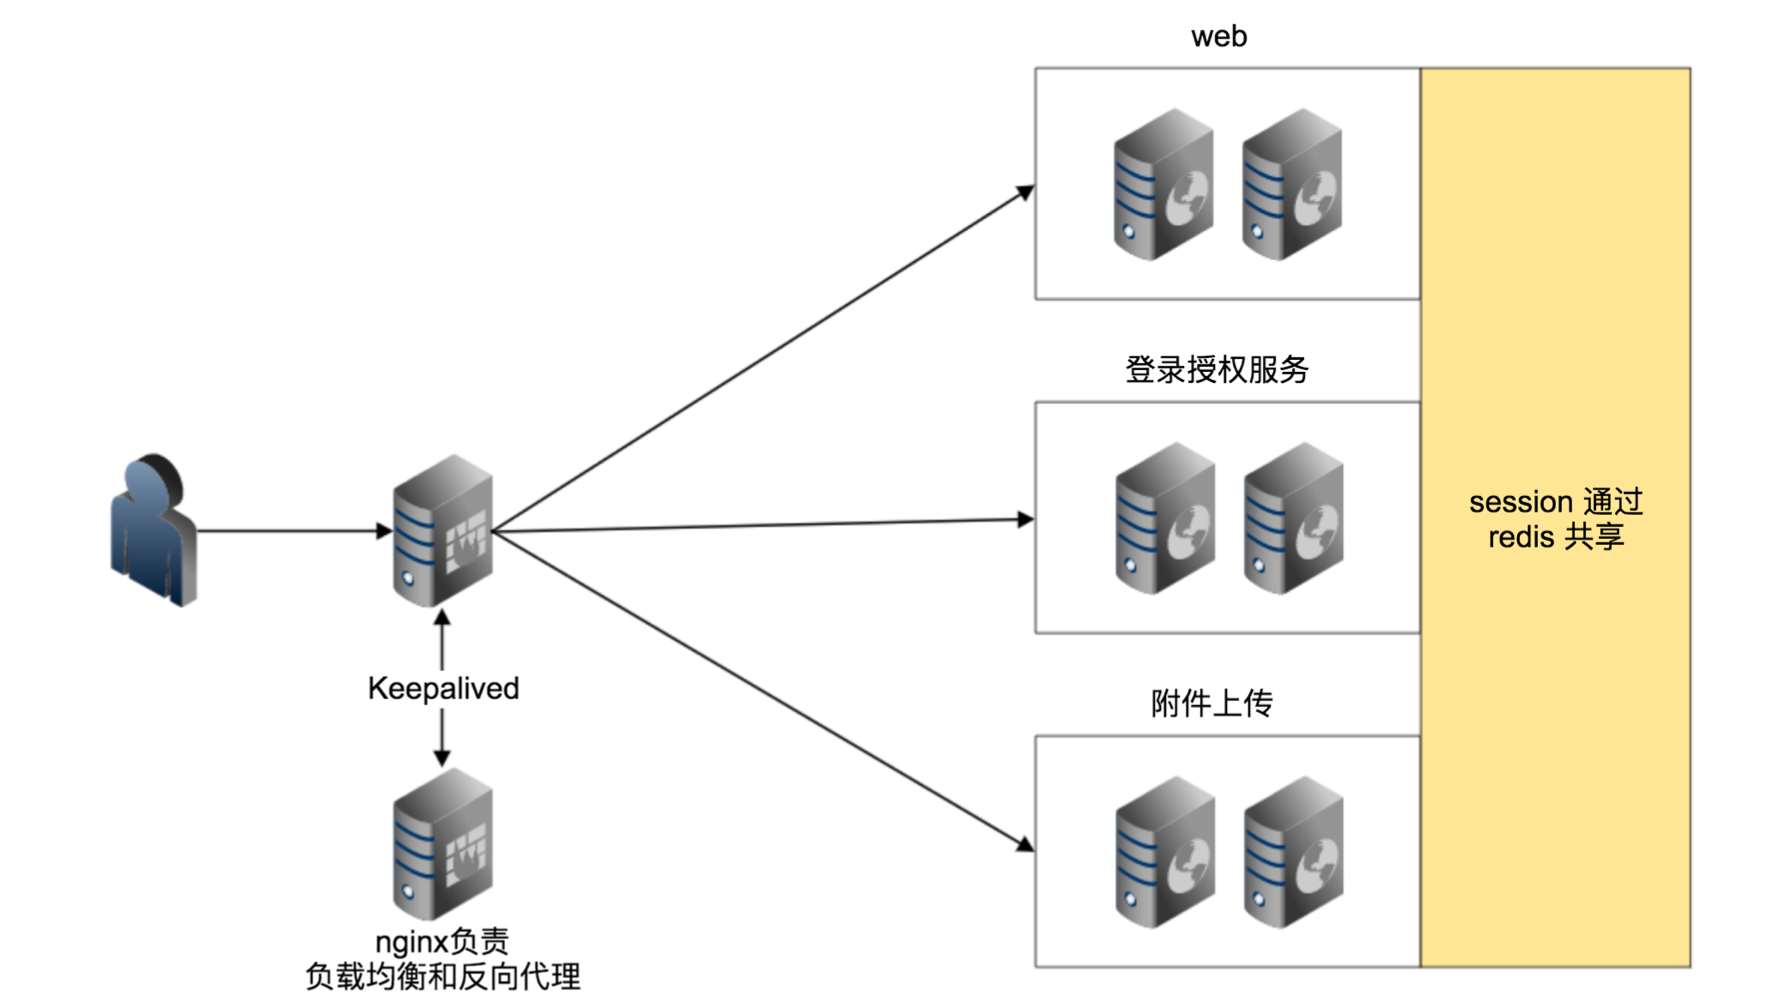 web
登录授权服务
session 通过
redis 共享
Keepalived
附件上传
nginx负责
负载均衡和反向代理